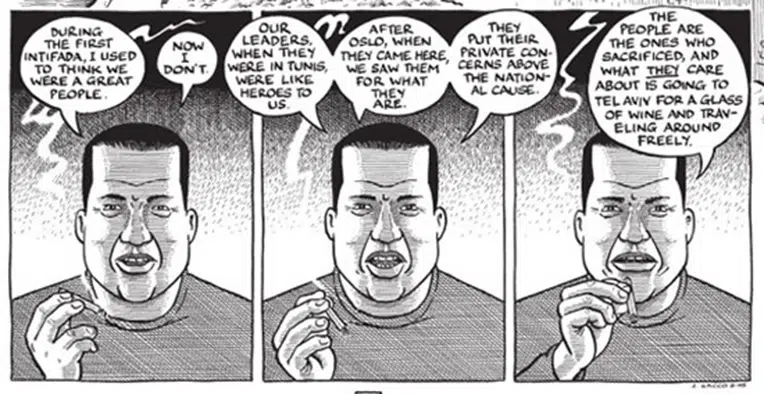 DURING
THE FIRST
INTIFADA, I USED
TO THINK WE
WERE A GREAT
PEOPLE.
NOW
I
DON'T.
OUR
LEADERS,
WHEN THEY
WERE IN TUNIS,
WERE LIKE
HEROES TO
US.
AFTER
OSLO, WHEN
THEY CAME HERE,
WE SAW THEM
FOR WHAT
THEY
ARE.
THEY
PUT THEIR
PRIVATE CON-
CERNS ABOVE
THE NATION-
AL CAUSE.
THE
PEOPLE ARE
THE ONES WHO
SACRIFICED, AND
WHAT THEY CARE
ABOUT IS GOING TO
TEL AVIV FOR A GLASS
OF WINE AND TRAV-
ELING AROUND
FREELY.
J. SACCO